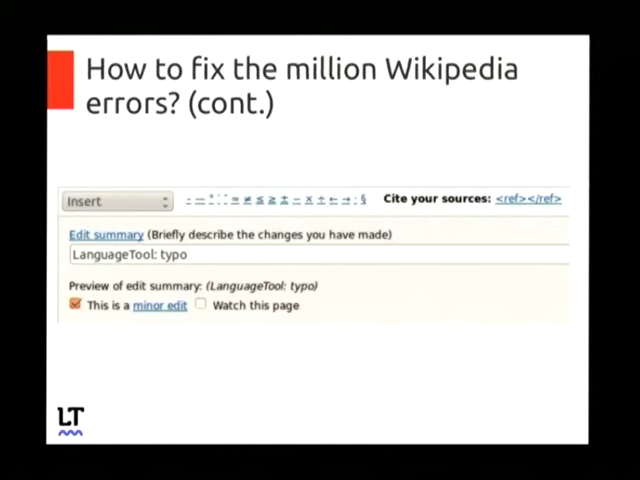 How to fix the million Wikipedia
errors? (cont.)
Insert
Cite your sources: <ref></ref>
Edit summary (Briefly describe the changes you have made)
LanguageTool: typo
Preview of edit summary: (LanguageTool: typo)
This is a minor edit Watch this page
LT